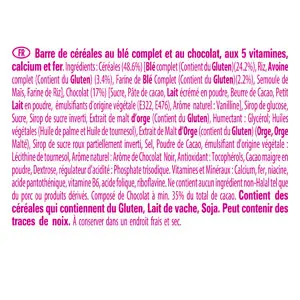 FR Barre de céréales au blé complet et au chocolat, aux 5 vitamines,
calcium et fer. Ingrédients : Céréales (48.6%) [Blé complet (Contient du Gluten)(24.2%), Riz, Avoine
complet (Contient du Gluten) (3.4%), Farine de Blé Complet (Contient du Gluten)(2.2%), Semoule de
Maïs, Farine de Riz], Chocolat (17%) [Sucre, Pâte de cacao, Lait écrémé en poudre, Beurre de Cacao, Petit
Lait en poudre, émulsifiants d'origine végétale (E322, E476), Arôme naturel : Vanilline], Sirop de glucose,
Sucre, Sirop de sucre inverti, Extrait de malt d'orge (Contient du Gluten) ; Humectant : Glycérol; Huiles
végétales (Huile de palme et Huile de tournesol), Extrait de Malt d'Orge (contient du Gluten) (Orge, Orge
Malté), Sirop de sucre roux partiellement inverti, Sel, Poudre de Cacao, émulsifiant d'origine végétale :
Lécithine de tournesol, Arôme naturel : Arôme de Chocolat Noir, Antioxydant : Tocophérols, Cacao maigre en
poudre, Dextrose, Régulateur d'acidité : Phosphate trisodique. Vitamines et Minéraux : Calcium, fer, niacine,
acide pantothénique, vitamine B6, acide folique, riboflavine. Ne contient aucun ingrédient non-Halal tel que
du porc ou produits dérivés. Composé de Chocolat à min. 35% du total de cacao. Contient des
céréales qui contiennent du Gluten, Lait de vache, Soja. Peut contenir des
traces de noix. À conserver dans un endroit frais et sec.